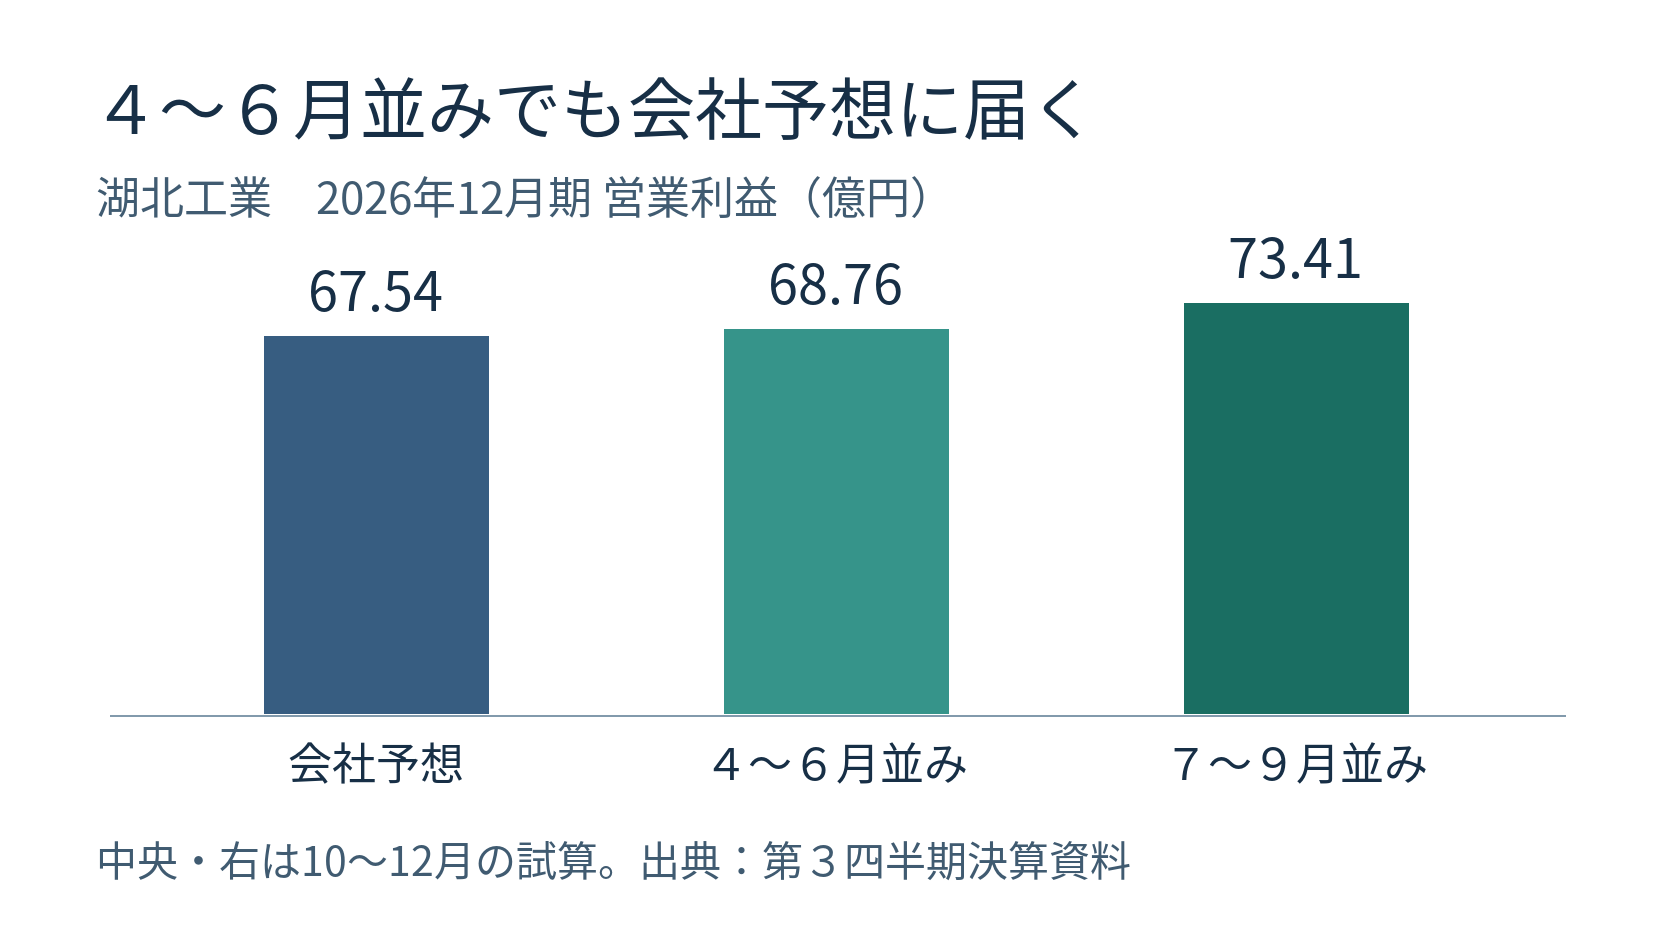 ４〜６月並みでも会社予想に届く
湖北工業　2026年12月期 営業利益（億円）
67.54
68.76
73.41
会社予想
４〜６月並み
７〜９月並み
中央・右は10〜12月の試算。出典：第３四半期決算資料